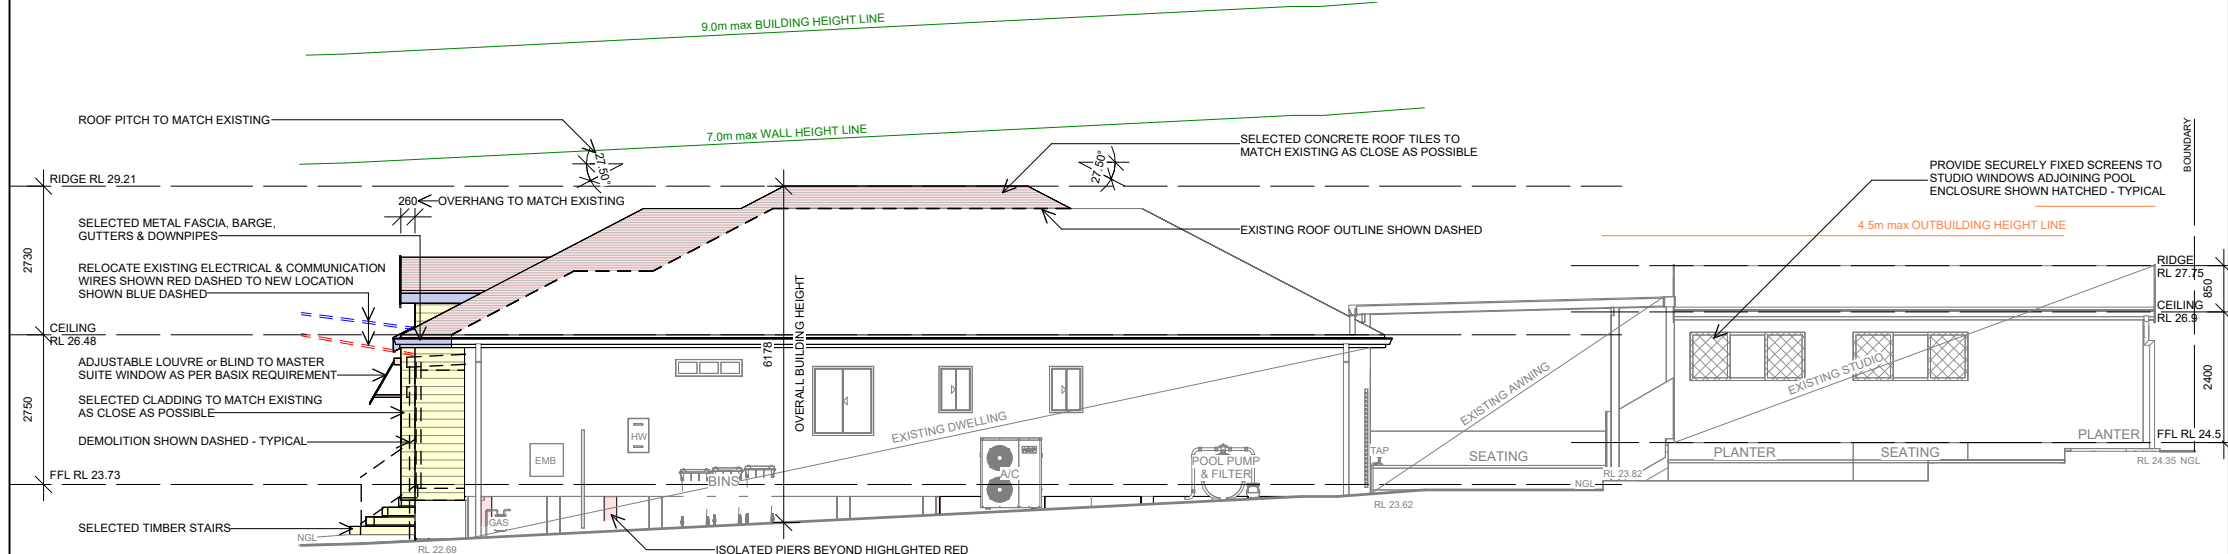 9.0m max BUILDING HEIGHT LINE
7.0m max WALL HEIGHT LINE
ROOF PITCH TO MATCH EXISTING
27.50°
27.50°
SELECTED CONCRETE ROOF TILES TO
MATCH EXISTING AS CLOSE AS POSSIBLE
BOUNDARY
PROVIDE SECURELY FIXED SCREENS TO
STUDIO WINDOWS ADJOINING POOL
ENCLOSURE SHOWN HATCHED - TYPICAL
RIDGE RL 29.21
260
OVERHANG TO MATCH EXISTING
SELECTED METAL FASCIA, BARGE,
GUTTERS & DOWNPIPES
EXISTING ROOF OUTLINE SHOWN DASHED
4.5m max OUTBUILDING HEIGHT LINE
2730
RELOCATE EXISTING ELECTRICAL & COMMUNICATION
WIRES SHOWN RED DASHED TO NEW LOCATION
SHOWN BLUE DASHED
RIDGE
RL 27.75
850
CEILING
RL 26.9
CEILING
RL 26.48
OVERALL BUILDING HEIGHT
6178
ADJUSTABLE LOUVRE or BLIND TO MASTER
SUITE WINDOW AS PER BASIX REQUIREMENT
2750
SELECTED CLADDING TO MATCH EXISTING
AS CLOSE AS POSSIBLE
DEMOLITION SHOWN DASHED - TYPICAL
EXISTING DWELLING
EXISTING AWNING
EXISTING STUDIO
2400
HW
EMB
BINS
A/C
POOL PUMP
& FILTER
TAP
SEATING
PLANTER
SEATING
PLANTER
FFL RL 24.5
RL 24.35 NGL
RL 23.82
NGL
FFL RL 23.73
RL 23.62
GAS
SELECTED TIMBER STAIRS
NGL
RL 22.69
ISOLATED PIERS BEYOND HIGHLGHTED RED